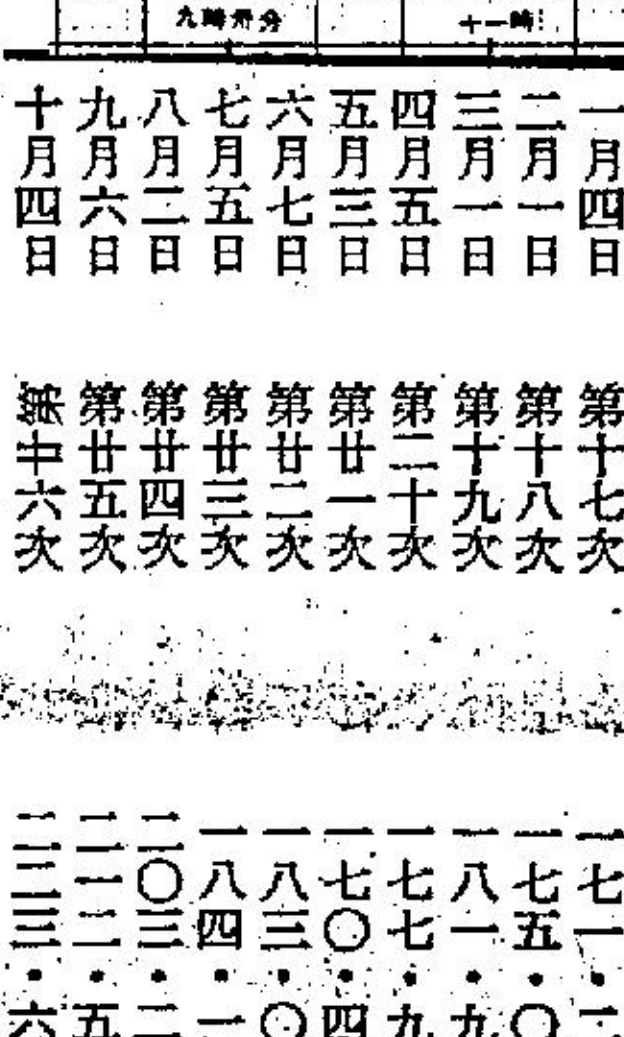 九時卅分
十一時
一月四日 第十七次 一七一・二
二月一日 第十八次 一七五・〇
三月一日 第十九次 一八一・九
四月五日 第二十次 一七七・九
五月三日 第廿一次 一七〇・四
六月七日 第廿二次 一八三・〇
七月五日 第廿三次 一八四・一
八月二日 第廿四次 二〇三・二
九月六日 第廿五次 二一二・五
十月四日 第廿六次 二二三・六